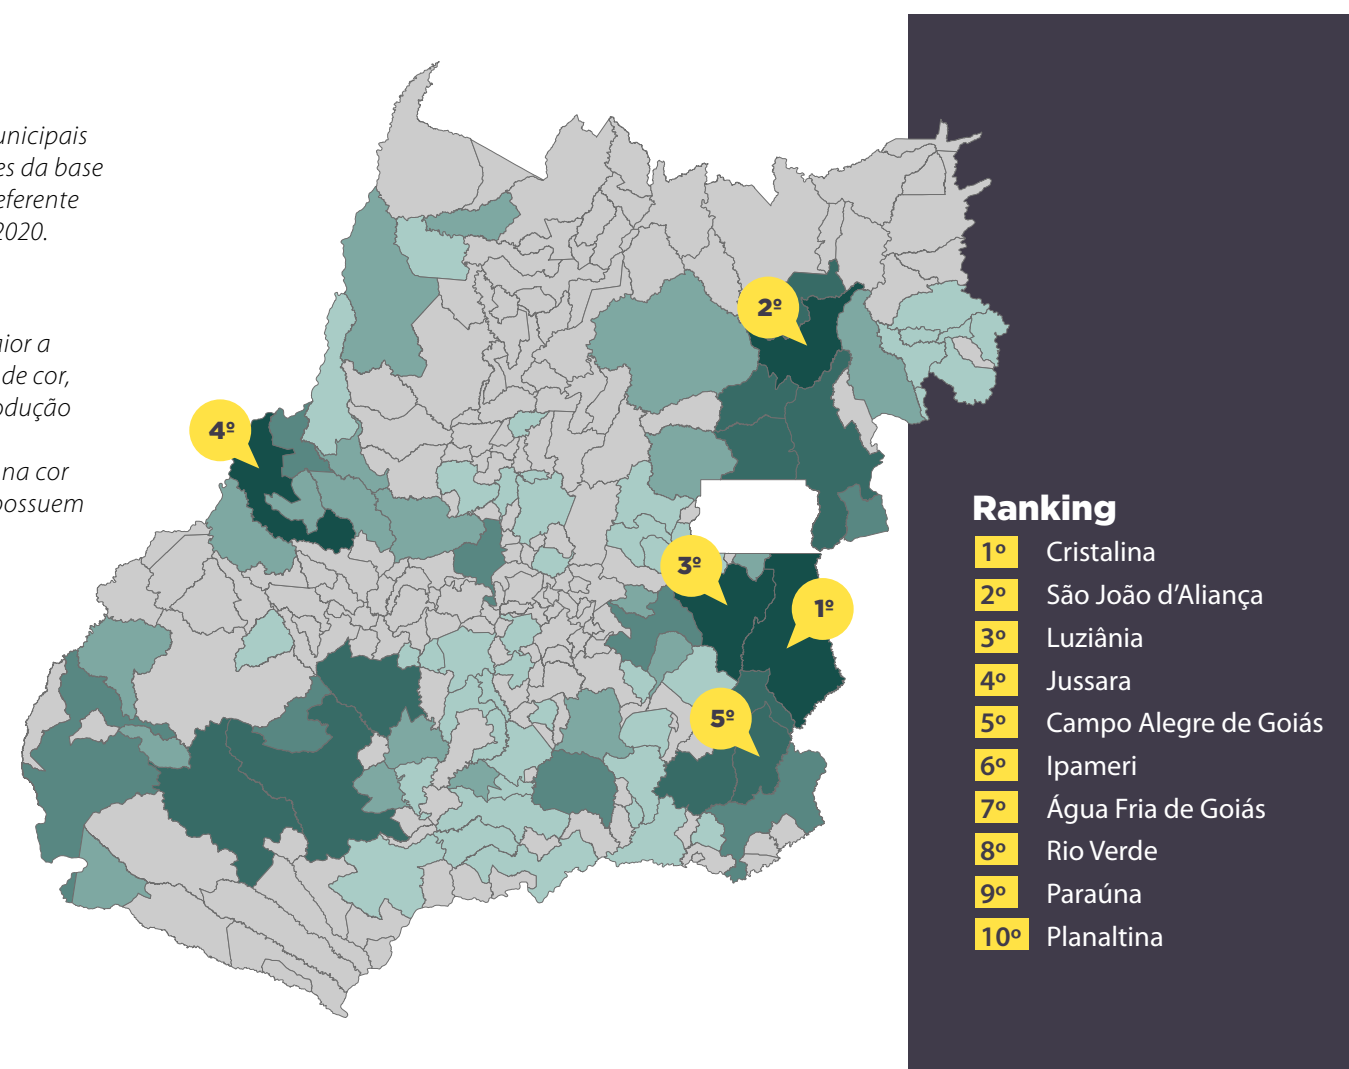 unicipais
es da base
eferente
2020.
ior a
de cor,
odução
na cor
possuem
2º
4º
3º
1º
5º
Ranking
1º Cristalina
2º São João d’Aliança
3º Luziânia
4º Jussara
5º Campo Alegre de Goiás
6º Ipameri
7º Água Fria de Goiás
8º Rio Verde
9º Paraúna
10º Planaltina